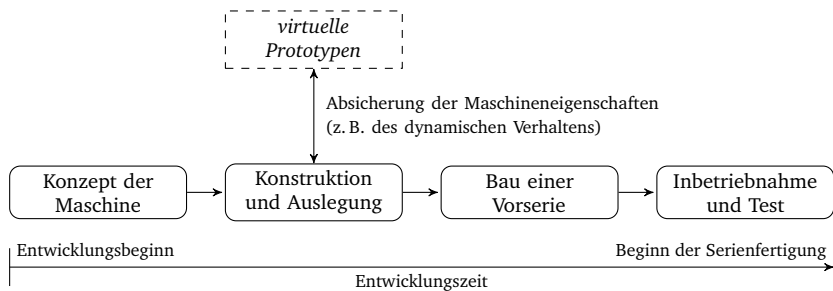 virtuelle
Prototypen
Absicherung der Maschineneigenschaften
(z. B. des dynamischen Verhaltens)
Konzept der
Maschine
Konstruktion
und Auslegung
Bau einer
Vorserie
Inbetriebnahme
und Test
Entwicklungsbeginn
Beginn der Serienfertigung
Entwicklungszeit